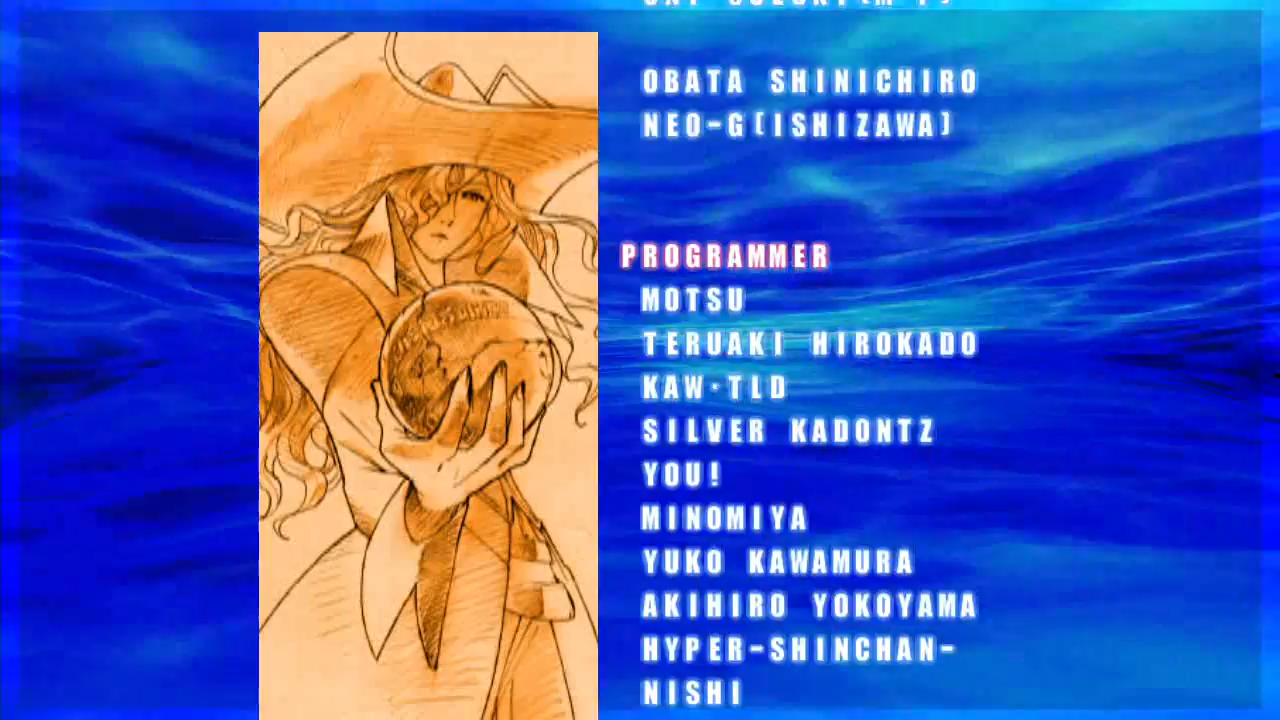 OBATA SHINICHIRO
NEO-G(ISHIZAWA)
PROGRAMMER
MOTSU
TERUAKI HIROKADO
KAW·TLD
SILVER KADONTZ
YOU!
MINOMIYA
YUKO KAWAMURA
AKIHIRO YOKOYAMA
HYPER-SHINCHAN-
NISHI